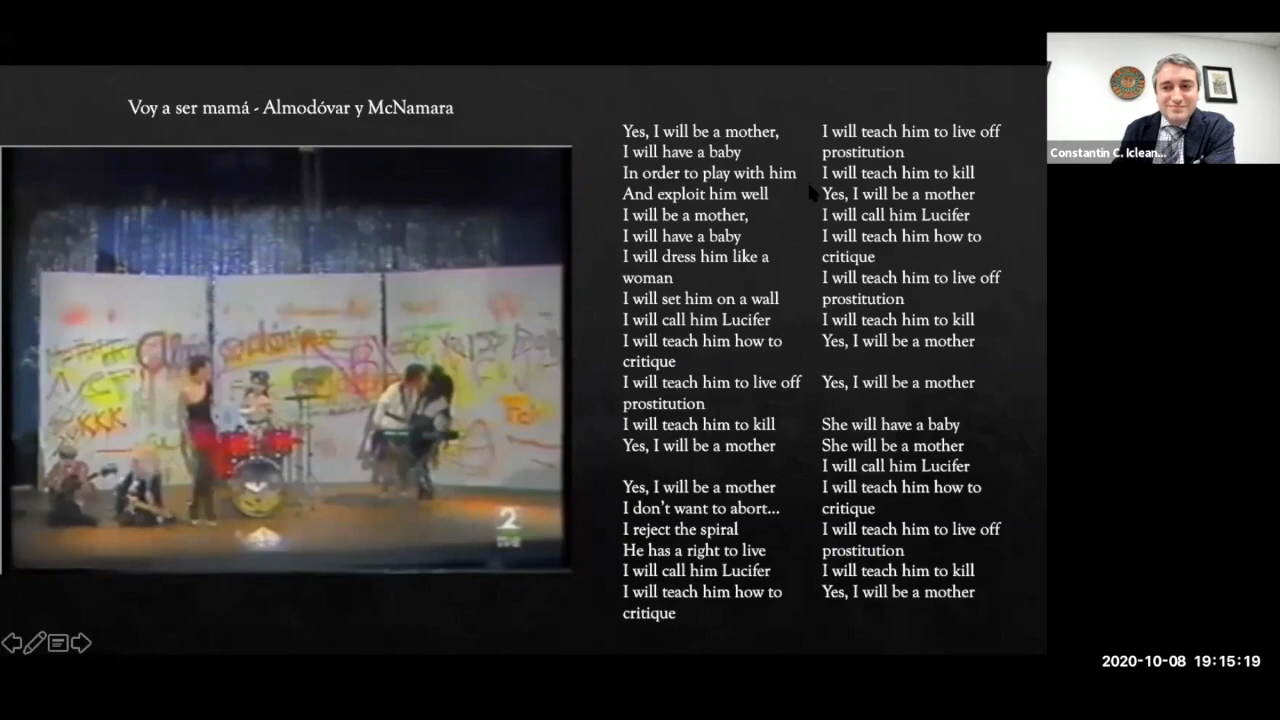 Voy a ser mamá - Almodóvar y McNamara
Yes, I will be a mother,
I will have a baby
In order to play with him
And exploit him well
I will be a mother,
I will have a baby
I will dress him like a
woman
I will set him on a wall
I will call him Lucifer
I will teach him how to
critique
I will teach him to live off
prostitution
I will teach him to kill
Yes, I will be a mother
Yes, I will be a mother
I don't want to abort...
I reject the spiral
He has a right to live
I will call him Lucifer
I will teach him how to
critique
I will teach him to live off
prostitution
I will teach him to kill
Yes, I will be a mother
I will call him Lucifer
I will teach him how to
critique
I will teach him to live off
prostitution
I will teach him to kill
Yes, I will be a mother
Yes, I will be a mother
She will have a baby
She will be a mother
I will call him Lucifer
I will teach him how to
critique
I will teach him to live off
prostitution
I will teach him to kill
Yes, I will be a mother
2
Constantin C. Iclean...
2020-10-08 19:15:19